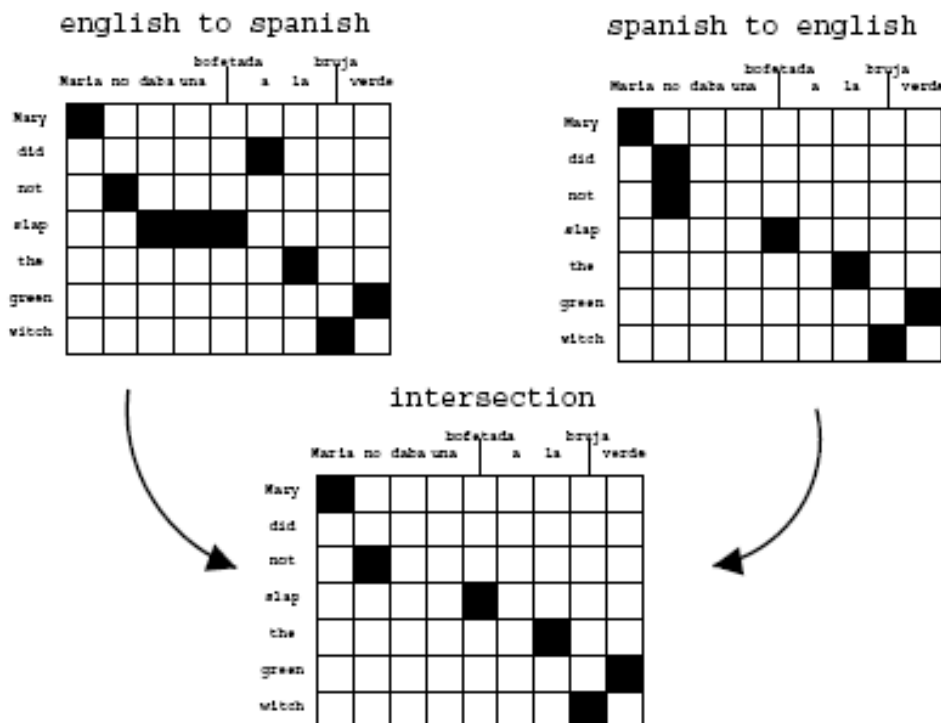 english to spanish
bofetada bruja
Maria no daba una a la verde
Mary
did
not
slap
the
green
witch
spanish to english
bofetada bruja
Maria no daba una a la verde
Mary
did
not
slap
the
green
witch
intersection
bofetada bruja
Maria no daba una a la verde
Mary
did
not
slap
the
green
witch